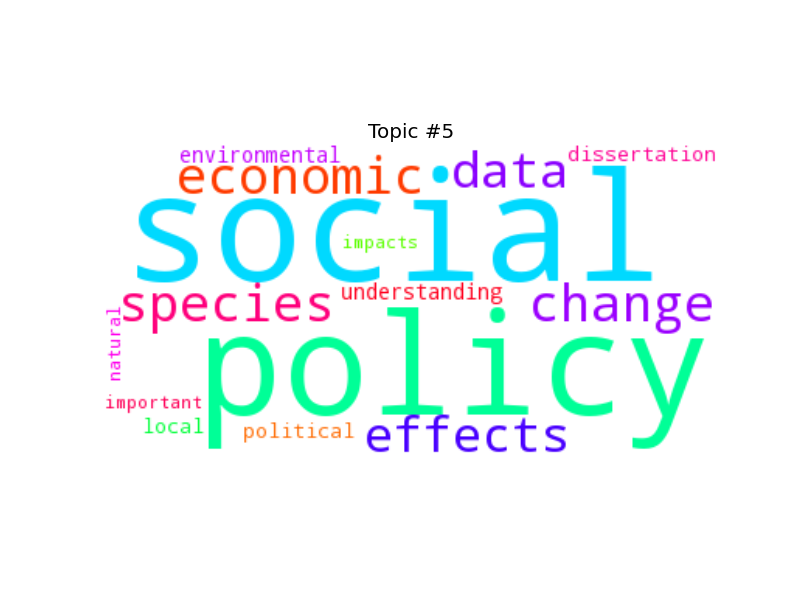 Topic #5
environmental
dissertation
economic
data
social
impacts
understanding
species
change
natural
policy
important
local
political
effects